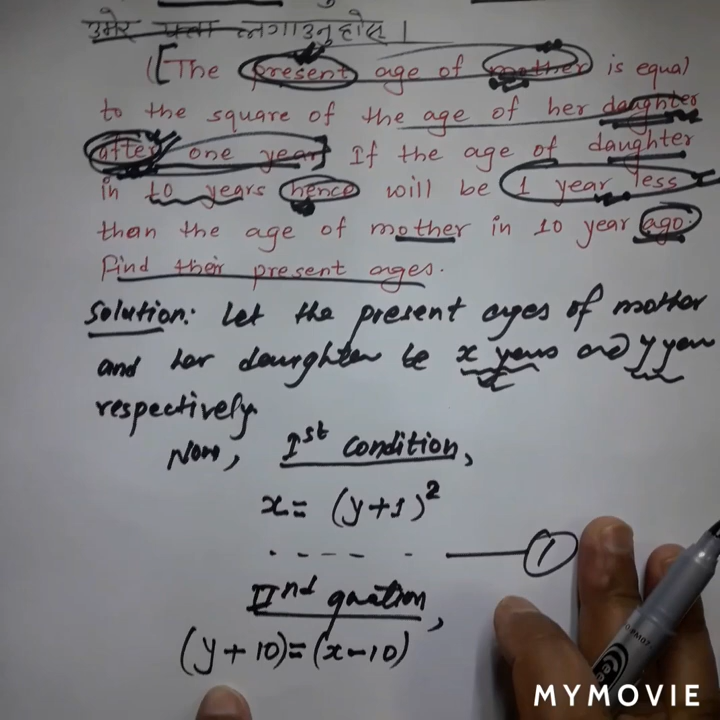 उमेर पत्ता लगाउनुहोस् ।
([The present age of mother is equal
to the square of the age of her daughter
after one year] If the age of daughter
in 10 years hence will be 1 year less
than the age of mother in 10 year ago.
Find their present ages.
Solution: Let the present ages of mother
and her daughter be x years and y years
respectively.
Now, Ist condition,
x = (y+1)²
. - - - - . —— ①
IInd quation,
(y + 10) = (x - 10)
MYMOVIE